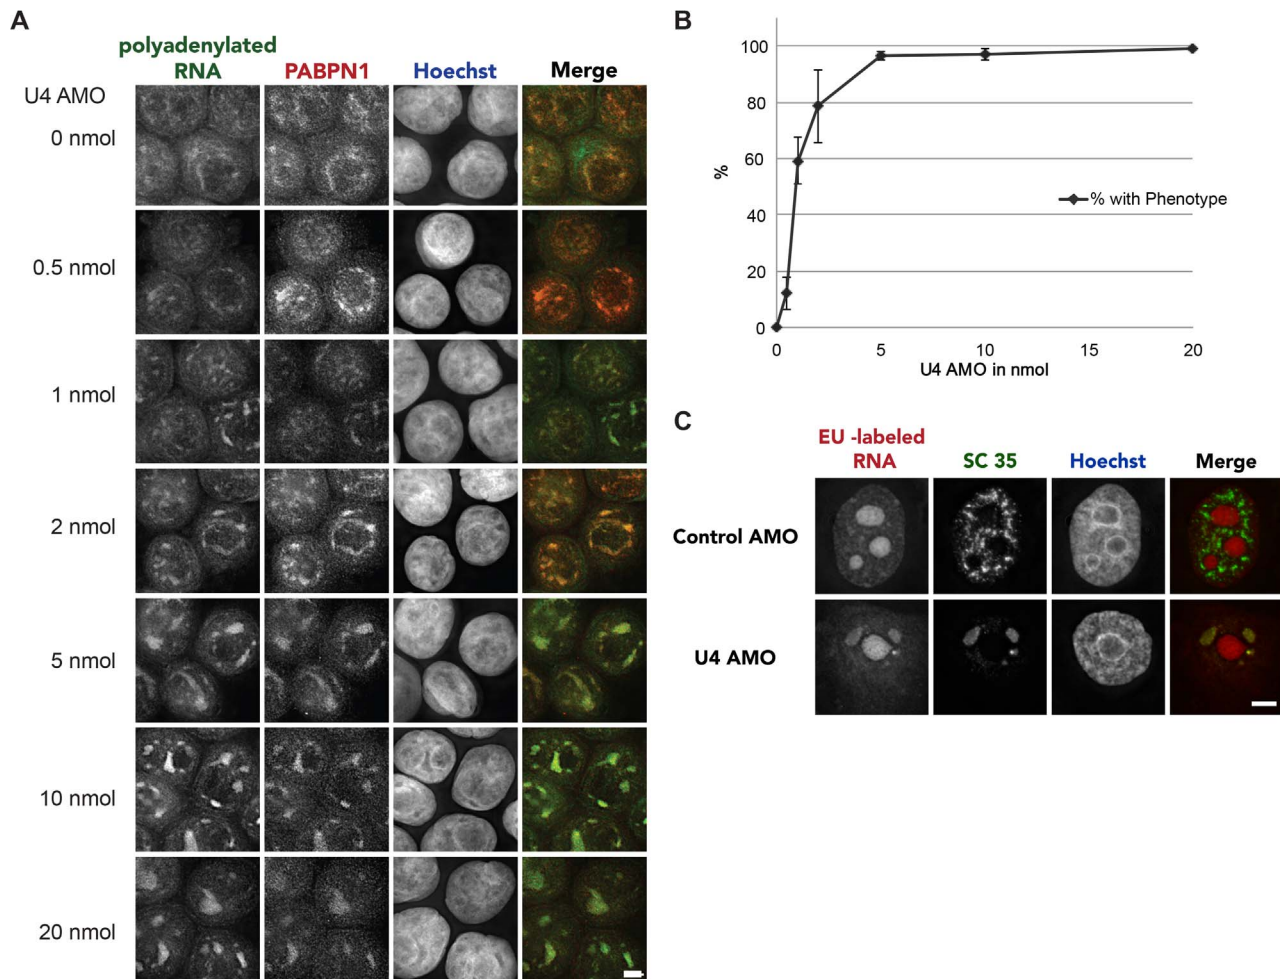 A
polyadenylated
RNA
PABPN1
Hoechst
Merge
U4 AMO
0 nmol
0.5 nmol
1 nmol
2 nmol
5 nmol
10 nmol
20 nmol
B
100
80
60
40
20
0
%
0
5
10
15
20
U4 AMO in nmol
% with Phenotype
C
EU -labeled
RNA
SC 35
Hoechst
Merge
Control AMO
U4 AMO